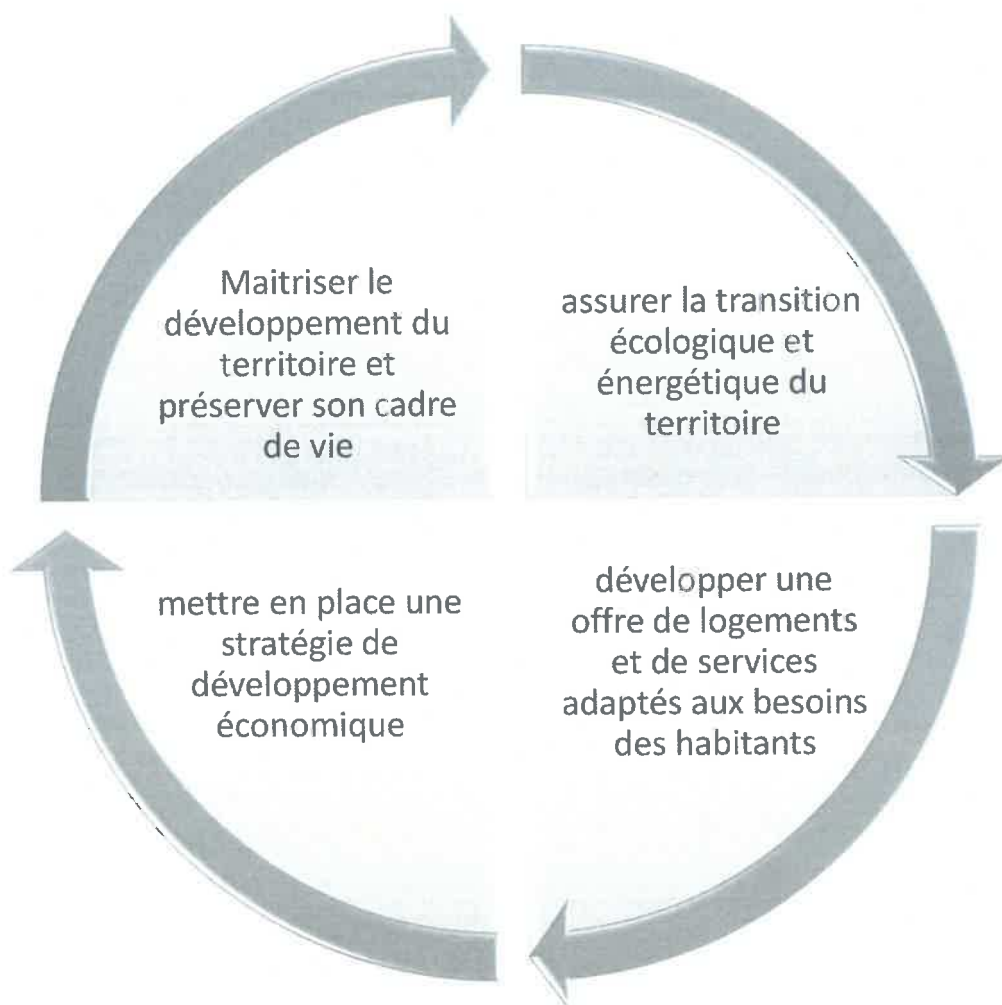 Maitriser le
développement du
territoire et
préserver son cadre
de vie
assurer la transition
écologique et
énergétique du
territoire
mettre en place une
stratégie de
développement
économique
développer une
offre de logements
et de services
adaptés aux besoins
des habitants